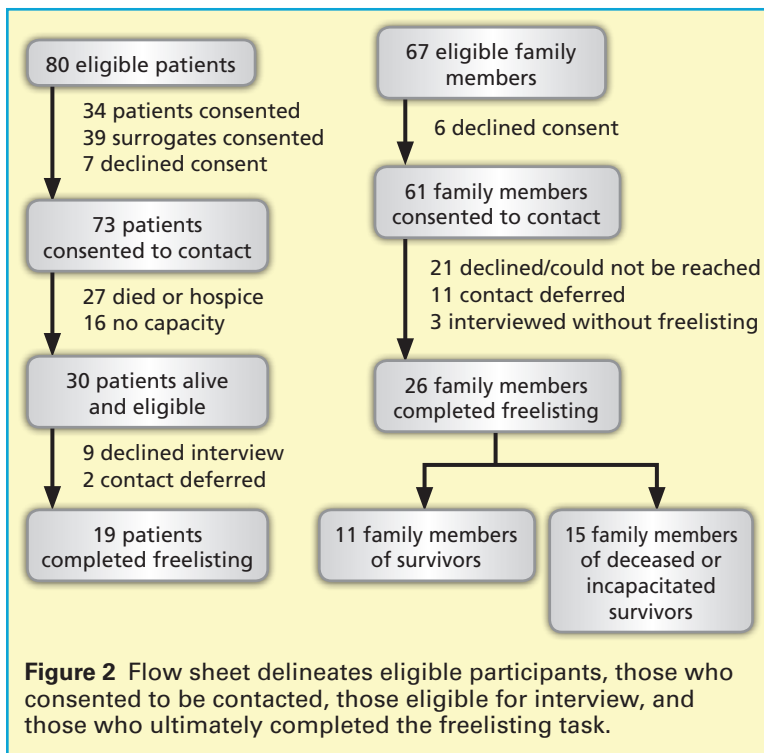 80 eligible patients
34 patients consented
39 surrogates consented
7 declined consent
73 patients
consented to contact
27 died or hospice
16 no capacity
30 patients alive
and eligible
9 declined interview
2 contact deferred
19 patients
completed freelisting
67 eligible family
members
6 declined consent
61 family members
consented to contact
21 declined/could not be reached
11 contact deferred
3 interviewed without freelisting
26 family members
completed freelisting
11 family members
of survivors
15 family members
of deceased or
incapacitated
survivors
Figure 2 Flow sheet delineates eligible participants, those who
consented to be contacted, those eligible for interview, and
those who ultimately completed the freelisting task.